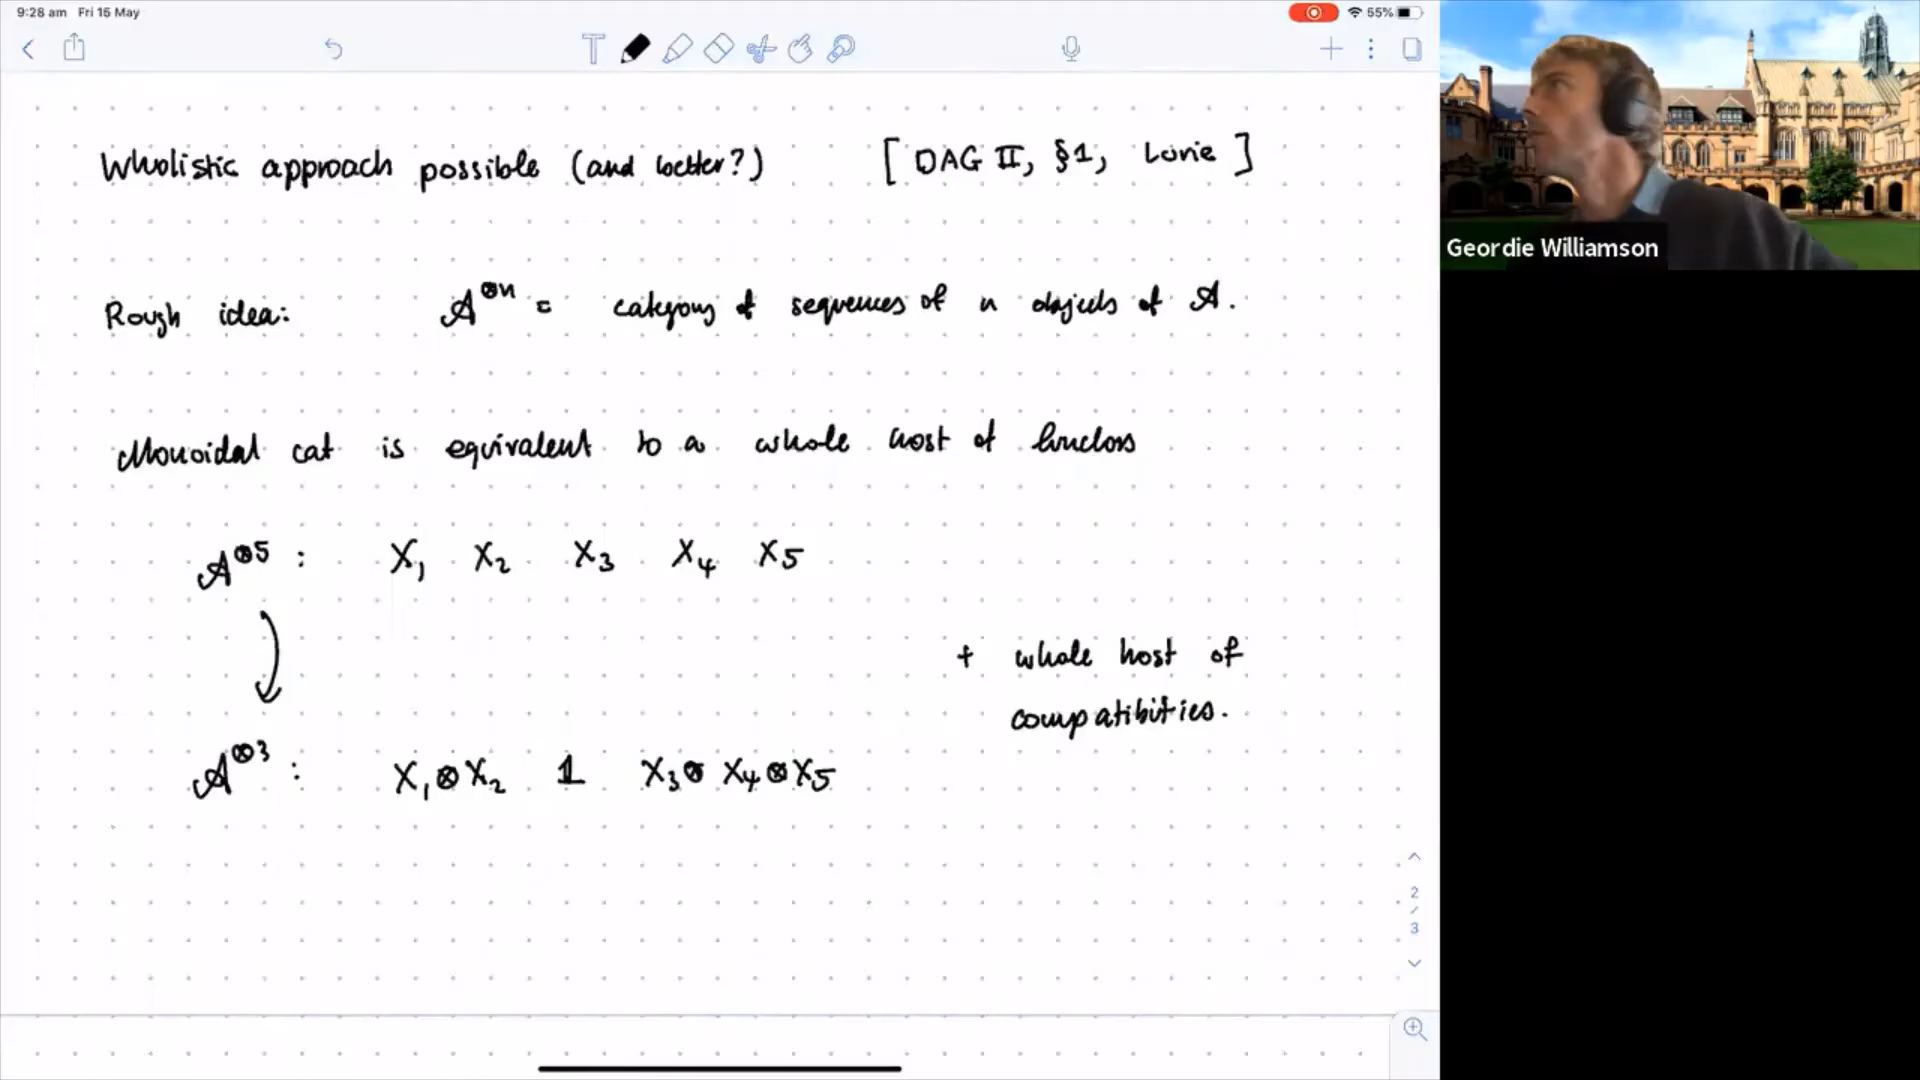 9:28 am Fri 15 May
55%
Wholistic approach possible (and better?) [DAG II, §1, Lurie]
Rough idea: A^⊗n = category of sequences of n objects of A.
Monoidal cat is equivalent to a whole host of functors
A^⊗5 : X₁ X₂ X₃ X₄ X₅
+ whole host of
compatibities.
A^⊗3 : X₁⊗X₂ 1 X₃⊗X₄⊗X₅
2
/
3
Geordie Williamson